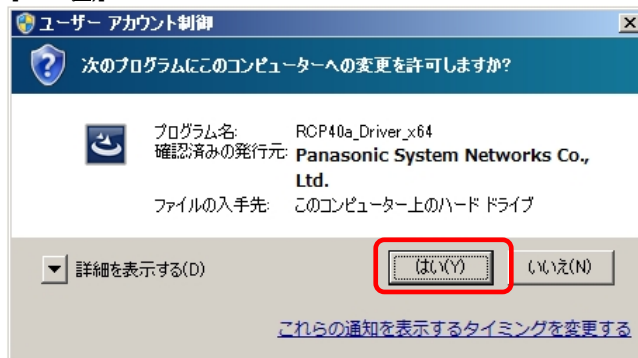 ユーザー アカウント制御
次のプログラムにこのコンピューターへの変更を許可しますか?
プログラム名: RCP40a_Driver_x64
確認済みの発行元: Panasonic System Networks Co.,
Ltd.
ファイルの入手先: このコンピューター上のハード ドライブ
詳細を表示する(D) はい(Y) いいえ(N)
これらの通知を表示するタイミングを変更する